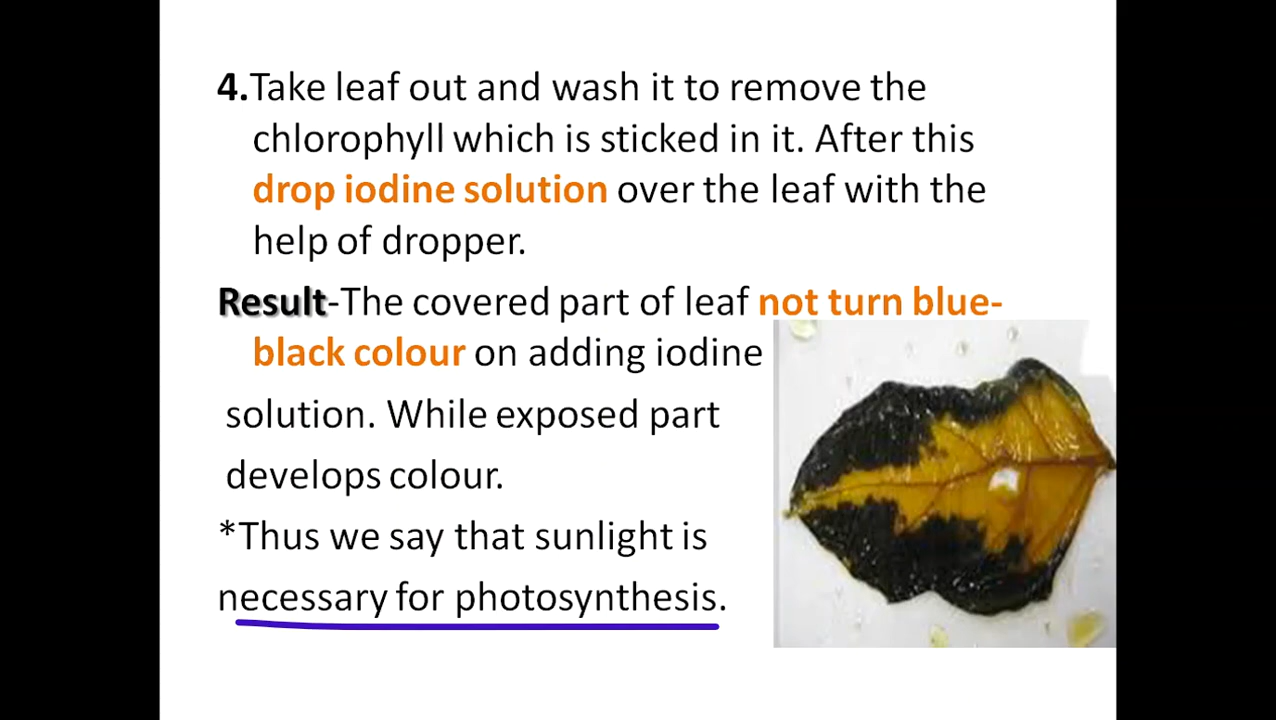 4.Take leaf out and wash it to remove the
chlorophyll which is sticked in it. After this
drop iodine solution over the leaf with the
help of dropper.
Result-The covered part of leaf not turn blue-
black colour on adding iodine
solution. While exposed part
develops colour.
*Thus we say that sunlight is
necessary for photosynthesis.